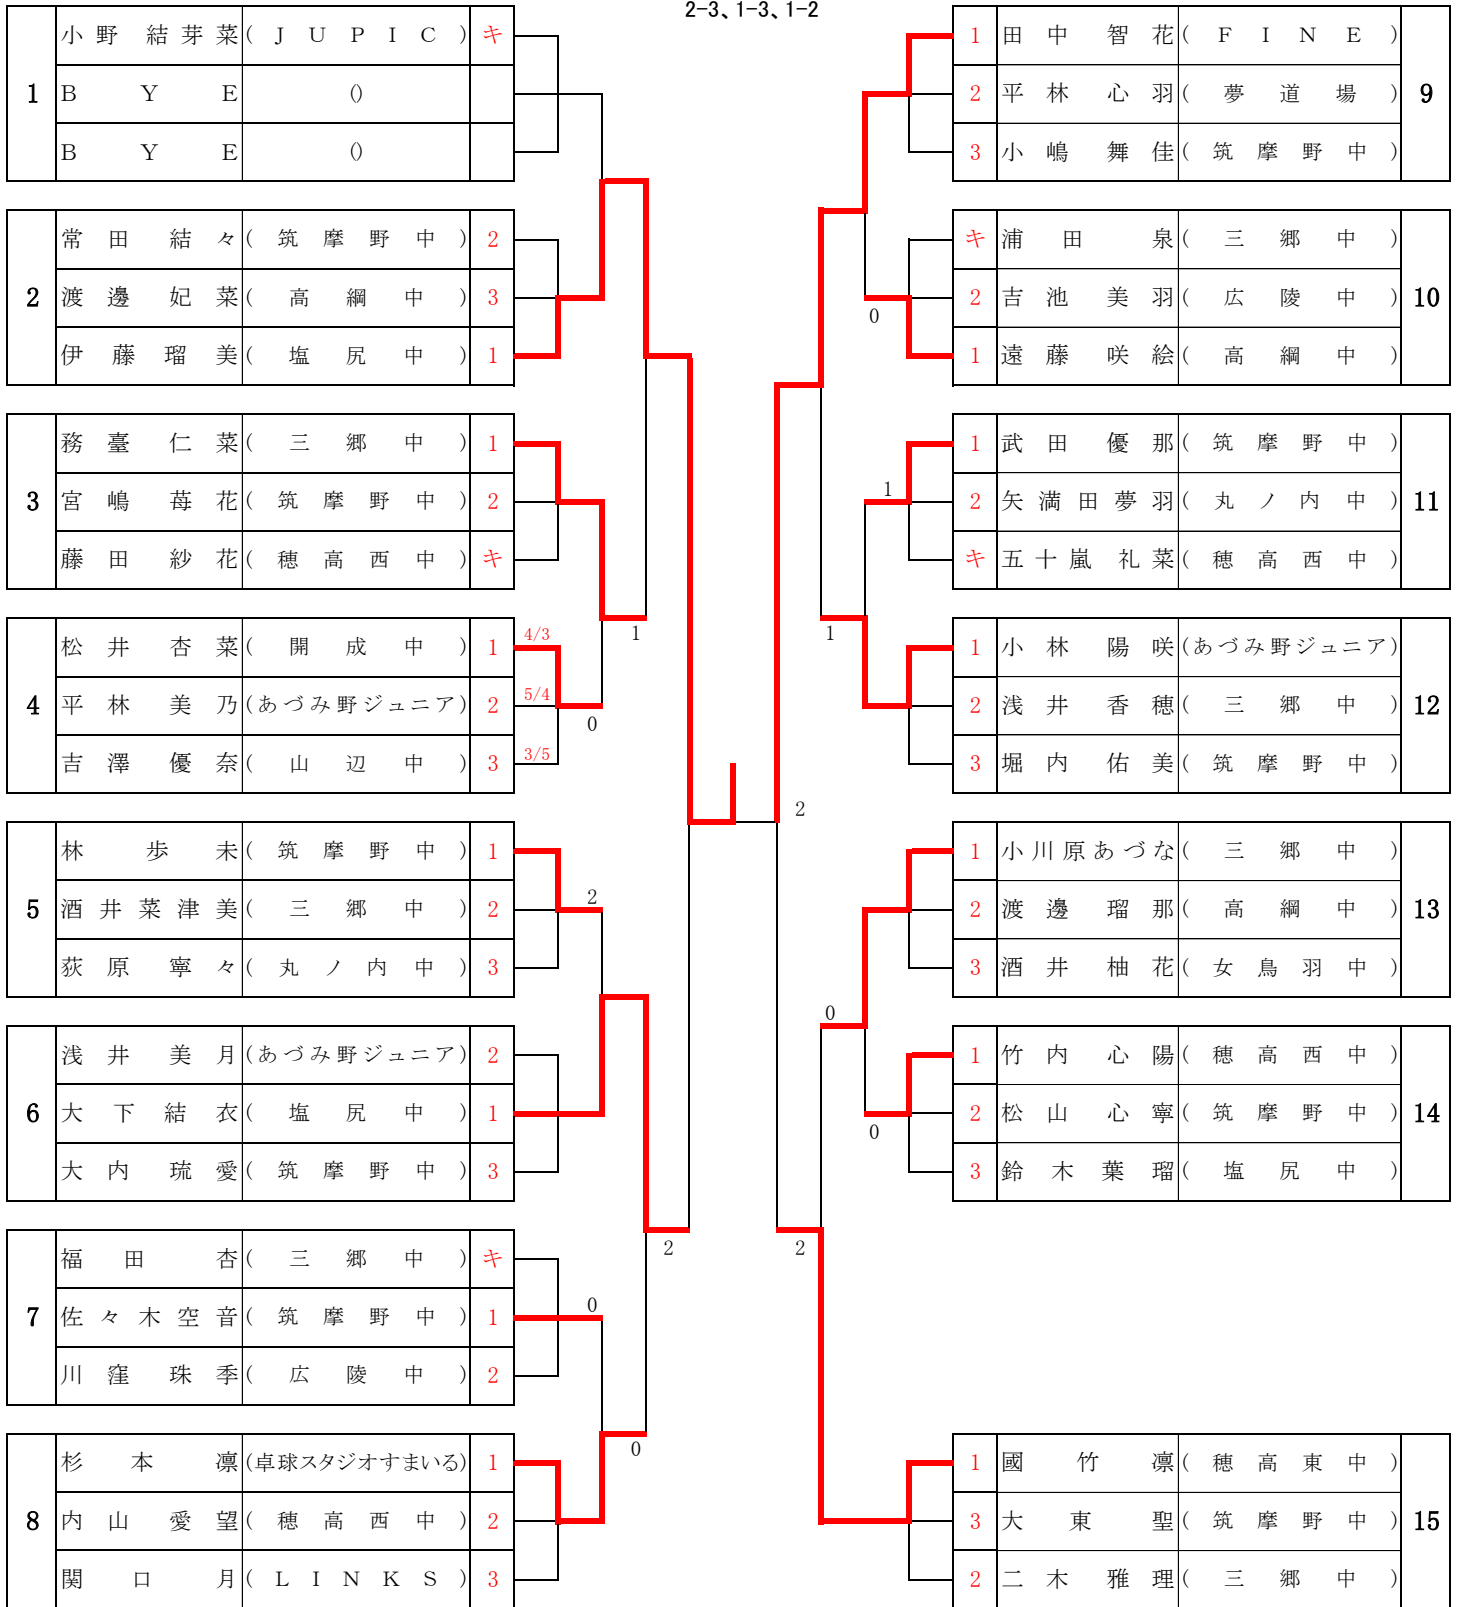 2-3、1-3、1-2
1
小野 結芽菜 (JUPIC) キ
BYE ()
BYE ()
2
常田 結々 (筑摩野中) 2
渡邊 妃菜 (高綱中) 3
伊藤 瑠美 (塩尻中) 1
3
務臺 仁菜 (三郷中) 1
宮嶋 苺花 (筑摩野中) 2
藤田 紗花 (穂高西中) キ
1
4
松井 杏菜 (開成中) 1 4/3
平林 美乃 (あづみ野ジュニア) 2 5/4
吉澤 優奈 (山辺中) 3 3/5
0
5
林 歩未 (筑摩野中) 1
酒井菜津美 (三郷中) 2
荻原 寧々 (丸ノ内中) 3
2
6
浅井 美月 (あづみ野ジュニア) 2
大下 結衣 (塩尻中) 1
大内 琉愛 (筑摩野中) 3
2
7
福田 杏 (三郷中) キ
佐々木空音 (筑摩野中) 1
川窪 珠季 (広陵中) 2
0
0
8
杉本 凛 (卓球スタジオすまいる) 1
内山 愛望 (穂高西中) 2
関口 月 (LINKS) 3
2
9
1 田中 智花 (FINE)
2 平林 心羽 (夢道場)
3 小嶋 舞佳 (筑摩野中)
10
キ 浦田 泉 (三郷中)
2 吉池 美羽 (広陵中)
1 遠藤 咲絵 (高綱中)
0
11
1 武田 優那 (筑摩野中)
2 矢満田夢羽 (丸ノ内中)
キ 五十嵐 礼菜 (穂高西中)
1
1
12
1 小林 陽咲 (あづみ野ジュニア)
2 浅井 香穂 (三郷中)
3 堀内 佑美 (筑摩野中)
13
1 小川原あづな (三郷中)
2 渡邊 瑠那 (高綱中)
3 酒井 柚花 (女鳥羽中)
0
14
1 竹内 心陽 (穂高西中)
2 松山 心寧 (筑摩野中)
3 鈴木 葉瑠 (塩尻中)
0
2
15
1 國竹 凛 (穂高東中)
3 大東 聖 (筑摩野中)
2 二木 雅理 (三郷中)